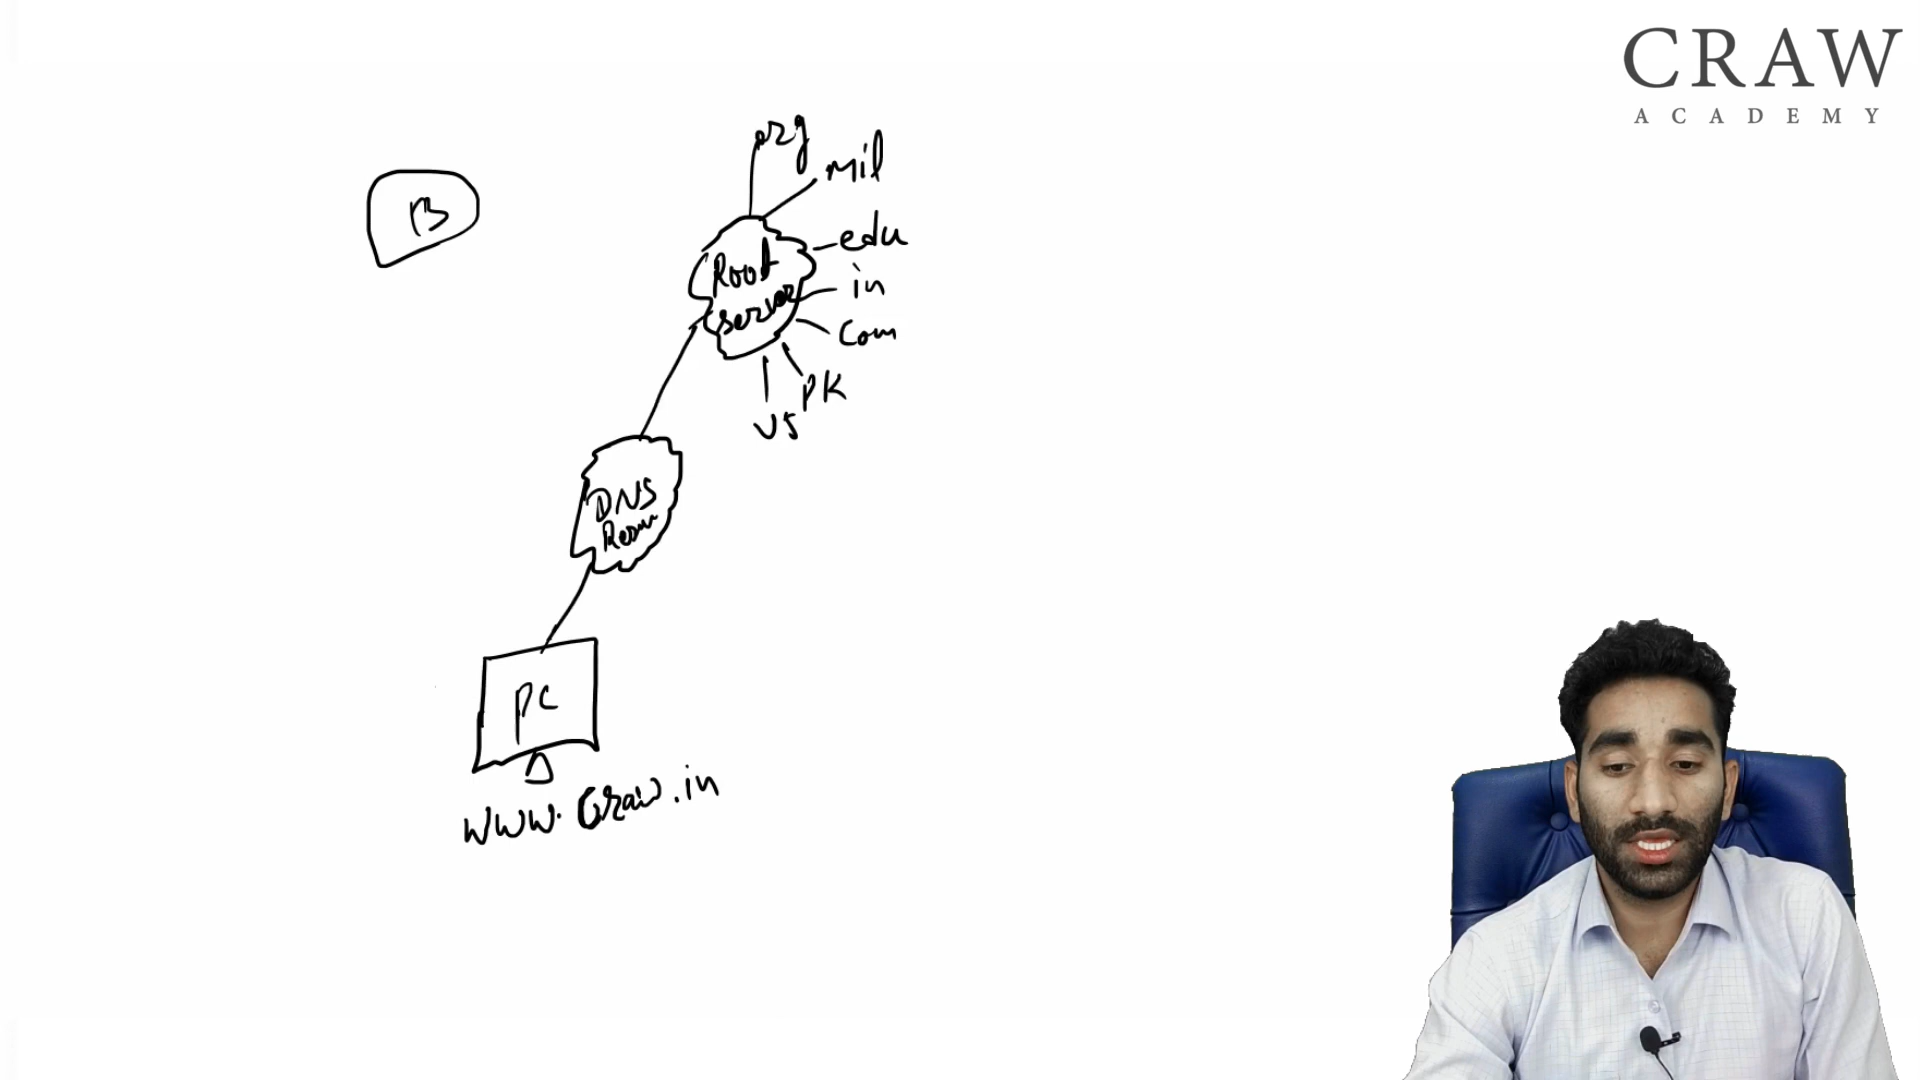 CRAW
ACADEMY
org
mil
B
edu
Root
in
server
com
PK
US
DNS
PC
www.craw.in